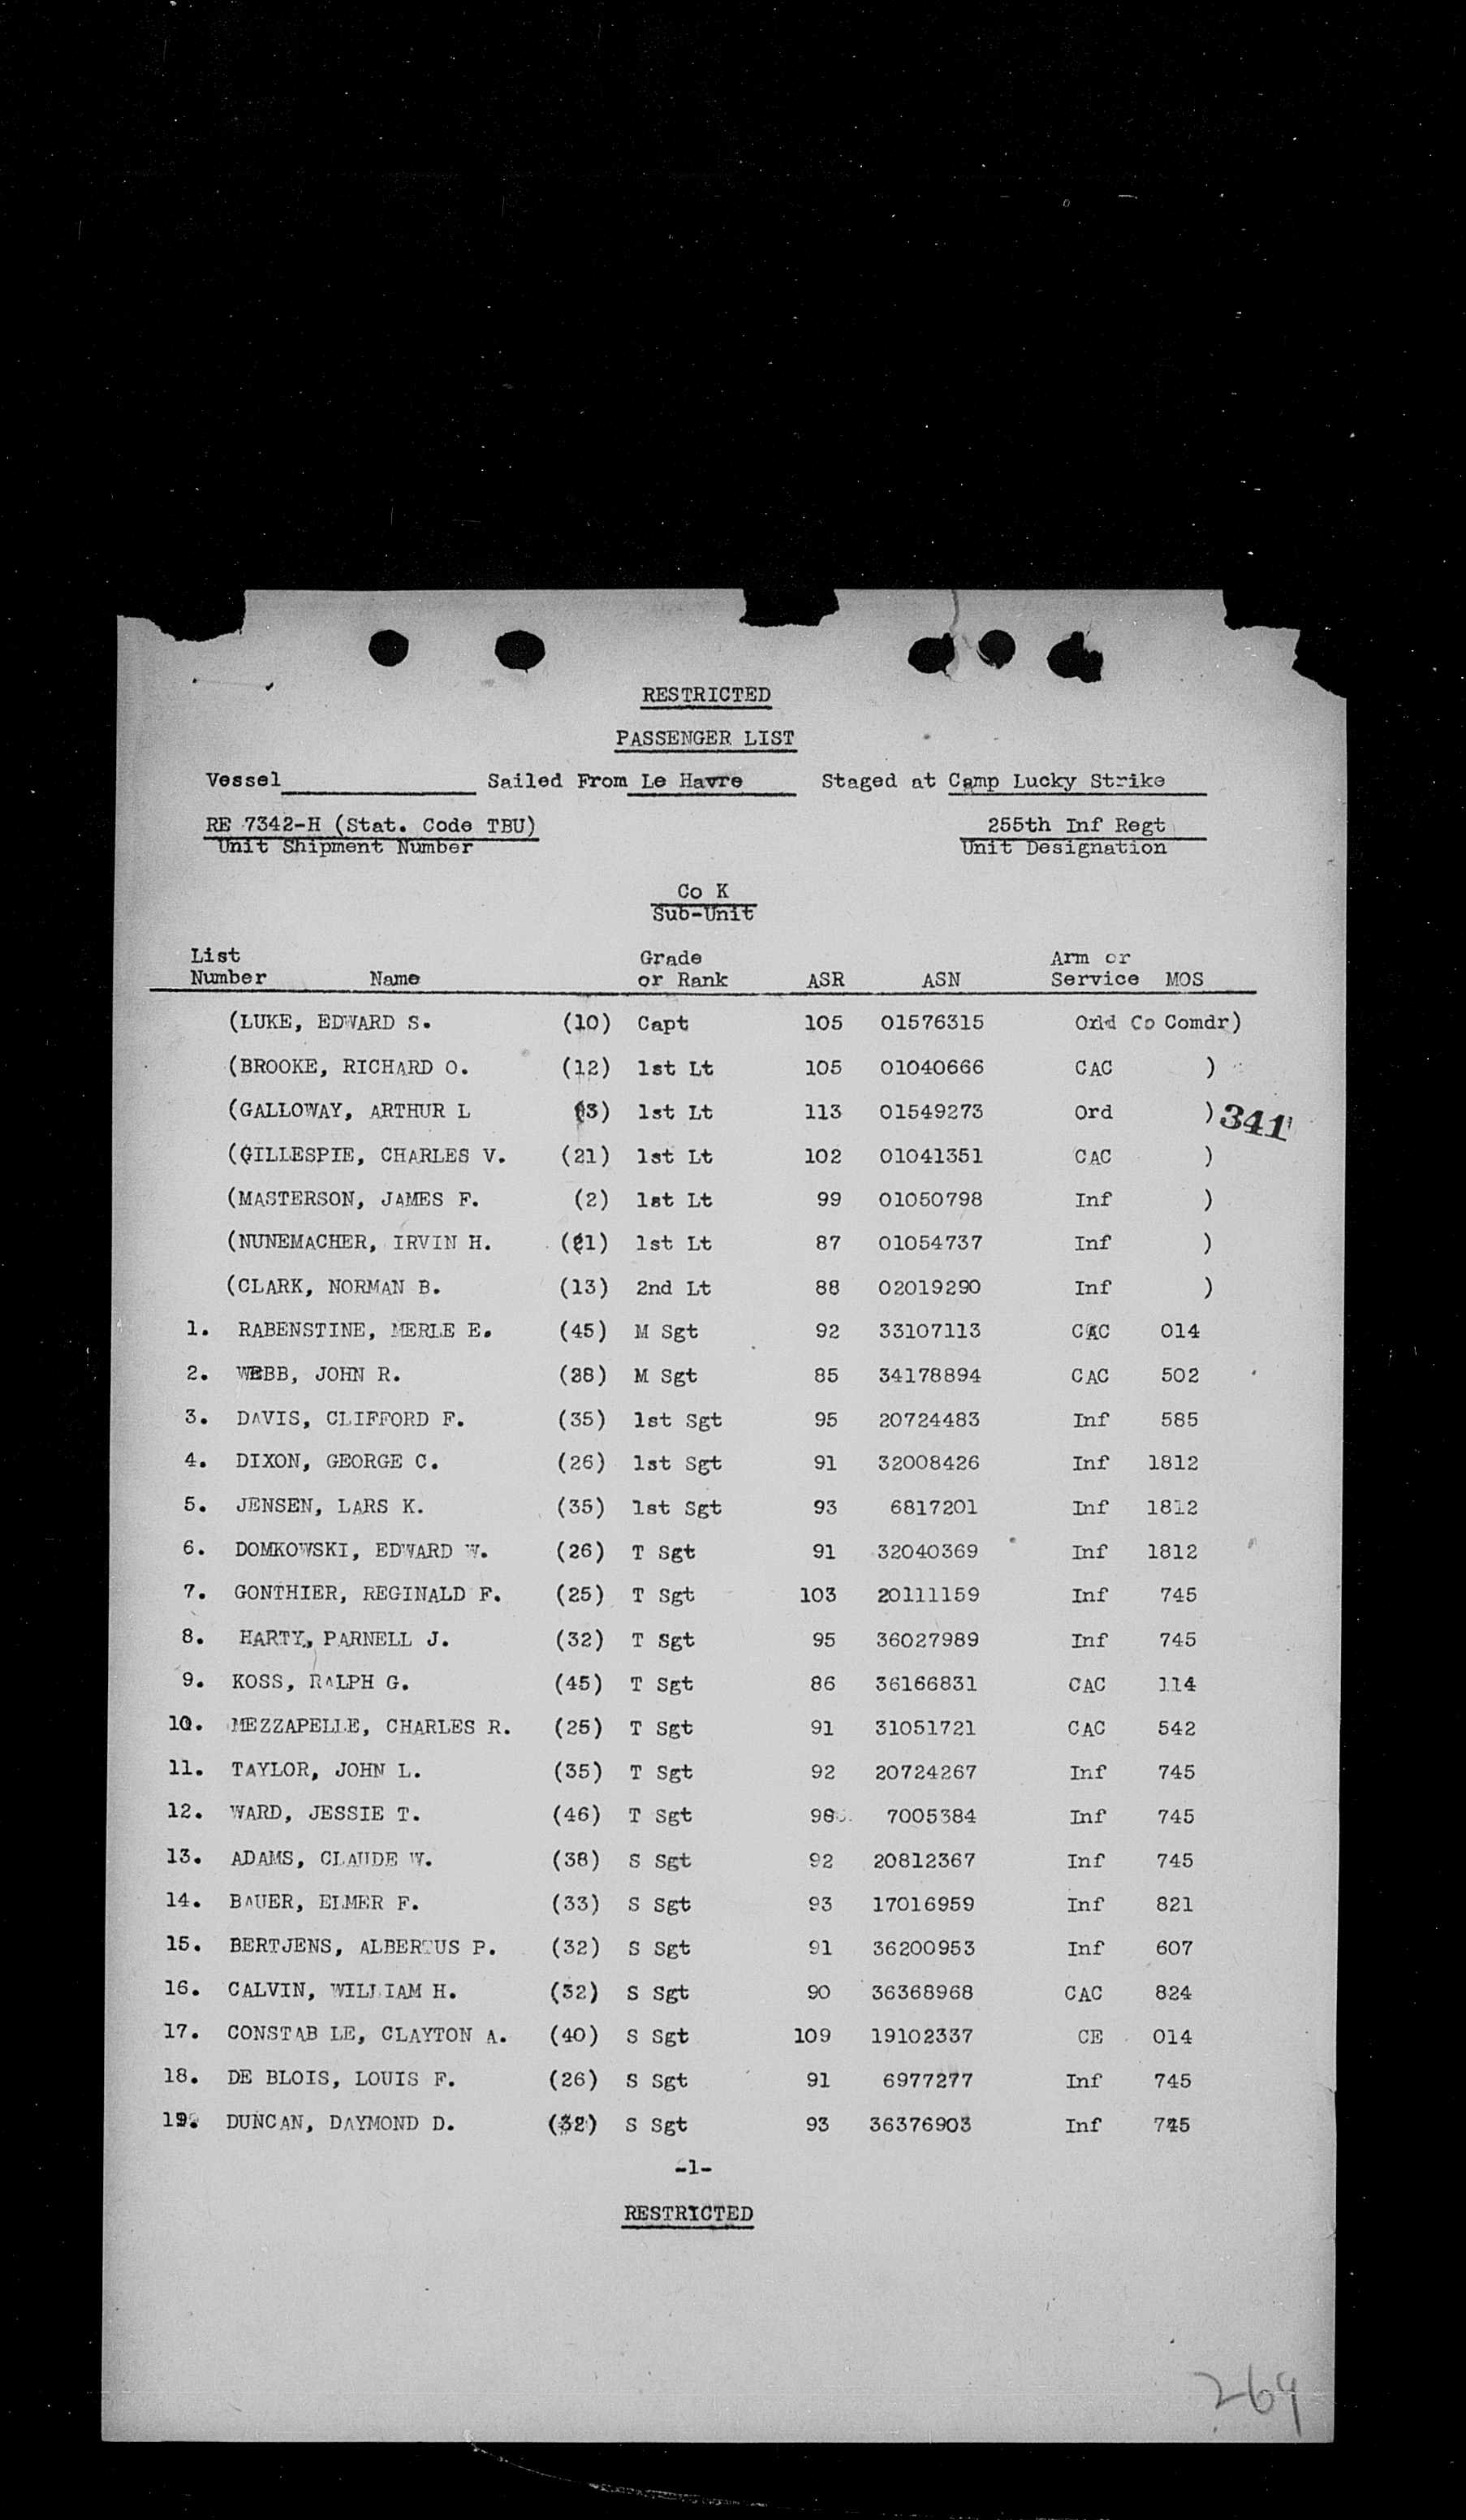 RESTRICTED
PASSENGER LIST
Vessel Sailed From Le Havre Staged at Camp Lucky Strike
RE 7342-H (Stat. Code TBU) 255th Inf Regt
Unit Shipment Number Unit Designation
Co K
Sub-Unit
List Grade Arm or
Number Name or Rank ASR ASN Service MOS
(LUKE, EDWARD S. (10) Capt 105 01576315 Ord Co Comdr)
(BROOKE, RICHARD O. (12) 1st Lt 105 01040666 CAC )
(GALLOWAY, ARTHUR L (3) 1st Lt 113 01549273 Ord ) 341
(GILLESPIE, CHARLES V. (21) 1st Lt 102 01041351 CAC )
(MASTERSON, JAMES F. (2) 1st Lt 99 01050798 Inf )
(NUNEMACHER, IRVIN H. 1st Lt 87 01054737 Inf )
(CLARK, NORMAN B. (13) 2nd Lt 88 02019290 Inf )
1. RABENSTINE, MERLE E. (45) M Sgt 92 33107113 CAC 014
2. WEBB, JOHN R. (28) M Sgt 85 34178894 CAC 502
3. DAVIS, CLIFFORD F. (35) 1st Sgt 95 20724483 Inf 585
4. DIXON, GEORGE C. (26) 1st Sgt 91 32008426 Inf 1812
5. JENSEN, LARS K. (35) 1st Sgt 93 6817201 Inf 1812
6. DOMKOWSKI, EDWARD W. (26) T Sgt 91 32040369 Inf 1812
7. GONTHIER, REGINALD F. (25) T Sgt 103 20111159 Inf 745
8. HARTY, PARNELL J. (32) T Sgt 95 36027989 Inf 745
9. KOSS, RALPH G. (45) T Sgt 86 36166831 CAC 114
10. MEZZAPELLE, CHARLES R. (25) T Sgt 91 31051721 CAC 542
11. TAYLOR, JOHN L. (35) T Sgt 92 20724267 Inf 745
12. WARD, JESSIE T. (46) T Sgt 7005384 Inf 745
13. ADAMS, CLAUDE W. (38) S Sgt 92 20812367 Inf 745
14. BAUER, ELMER F. (33) S Sgt 93 17016959 Inf 821
15. BERTJENS, ALBERTUS P. (32) S Sgt 91 36200953 Inf 607
16. CALVIN, WILLIAM H. (32) S Sgt 90 36368968 CAC 824
17. CONSTAB LE, CLAYTON A. (40) S Sgt 109 19102337 CE 014
18. DE BLOIS, LOUIS F. (26) S Sgt 91 6977277 Inf 745
19. DUNCAN, DAYMOND D. (32) S Sgt 93 36376903 Inf 745
-1-
RESTRICTED
269